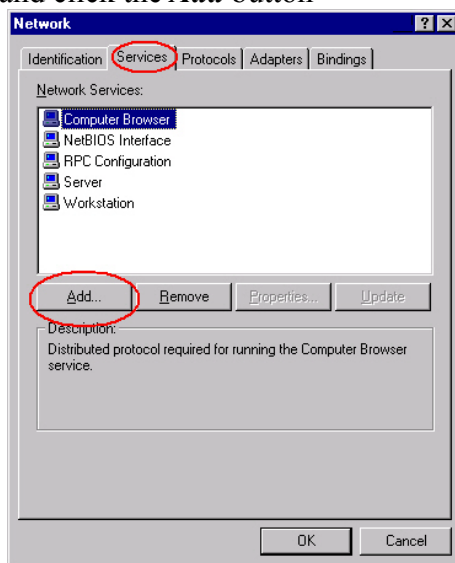 and click the Add button
Network
Identification Services Protocols Adapters Bindings
Network Services:
Computer Browser
NetBIOS Interface
RPC Configuration
Server
Workstation
Add... Remove Properties... Update
Description:
Distributed protocol required for running the Computer Browser
service.
OK Cancel